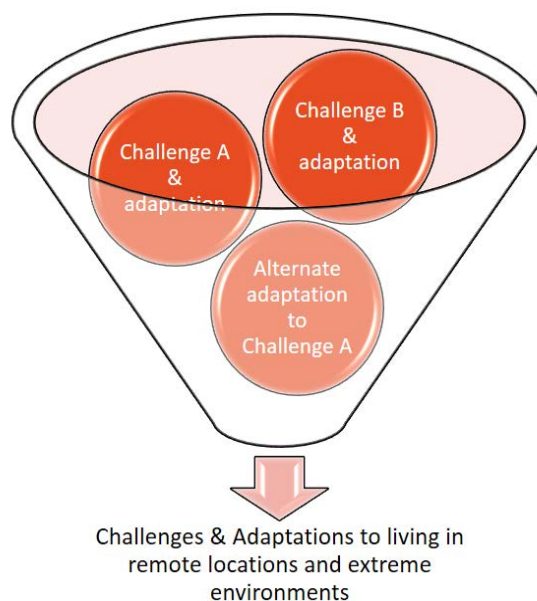 Challenge A
&
adaptation
Challenge B
&
adaptation
Alternate
adaptation
to
Challenge A
Challenges & Adaptations to living in
remote locations and extreme
environments